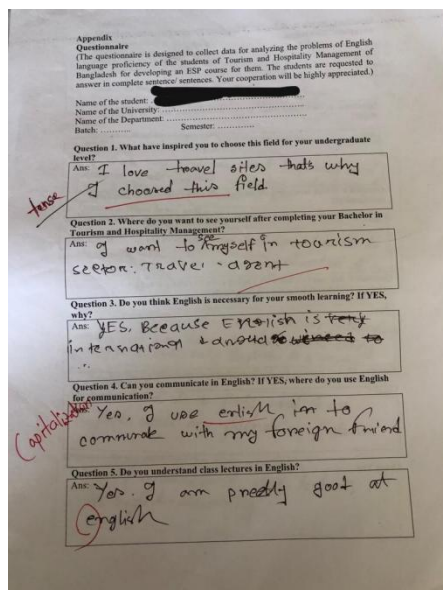 Appendix
Questionnaire
(The questionnaire is designed to collect data for analyzing the problems of English
language proficiency of the students of Tourism and Hospitality Management of
Bangladesh for developing an ESP course for them. The students are requested to
answer in complete sentence/ sentences. Your cooperation will be highly appreciated.)
Name of the student:
Name of the University:
Name of the Department:
Batch: ........... Semester: ..............
Question 1. What have inspired you to choose this field for your undergraduate
level?
Ans: I love travel sites that's why
I choosed this field
tense
Question 2. Where do you want to see yourself after completing your Bachelor in
Tourism and Hospitality Management?
Ans: I want to see myself in tourism
sector. Travel agent
Question 3. Do you think English is necessary for your smooth learning? If YES,
why?
Ans: YES, Because English is very
international need to
Question 4. Can you communicate in English? If YES, where do you use English
for communication?
Capitalization
Yes, I use enlish in to
commurate with my foreign friend
Question 5. Do you understand class lectures in English?
Ans: Yes. I am good at
english